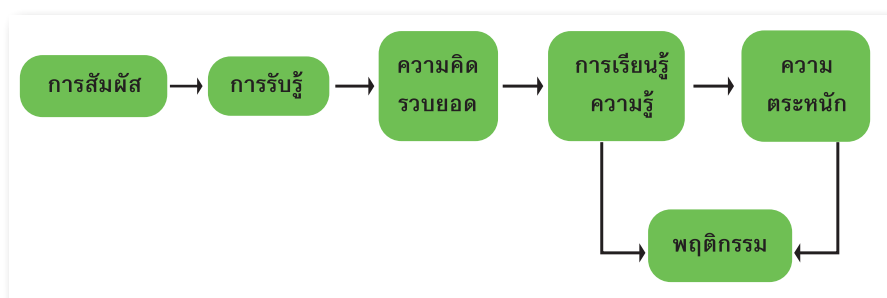 การสัมผัส
การรับรู้
ความคิด
รวบยอด
การเรียนรู้
ความรู้
ความ
ตระหนัก
พฤติกรรม